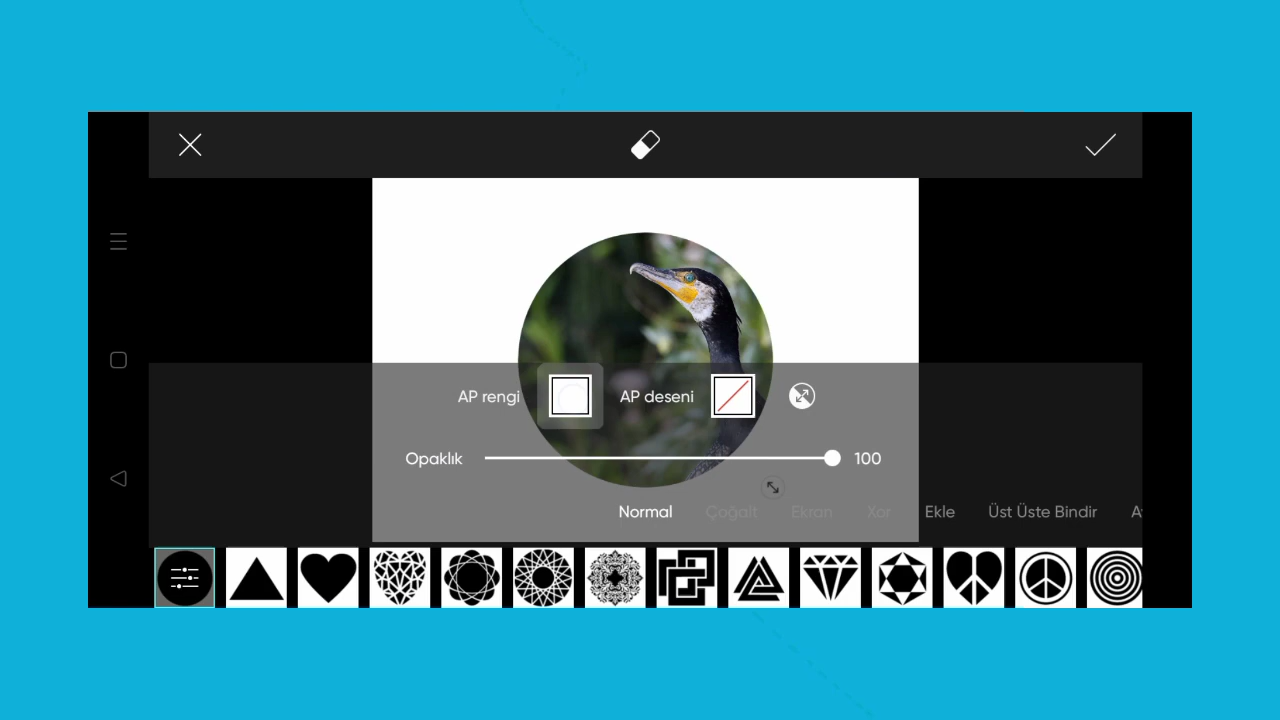 AP rengi AP deseni
Opaklık 100
Normal Çoğalt Ekran Xor Ekle Üst Üste Bindir